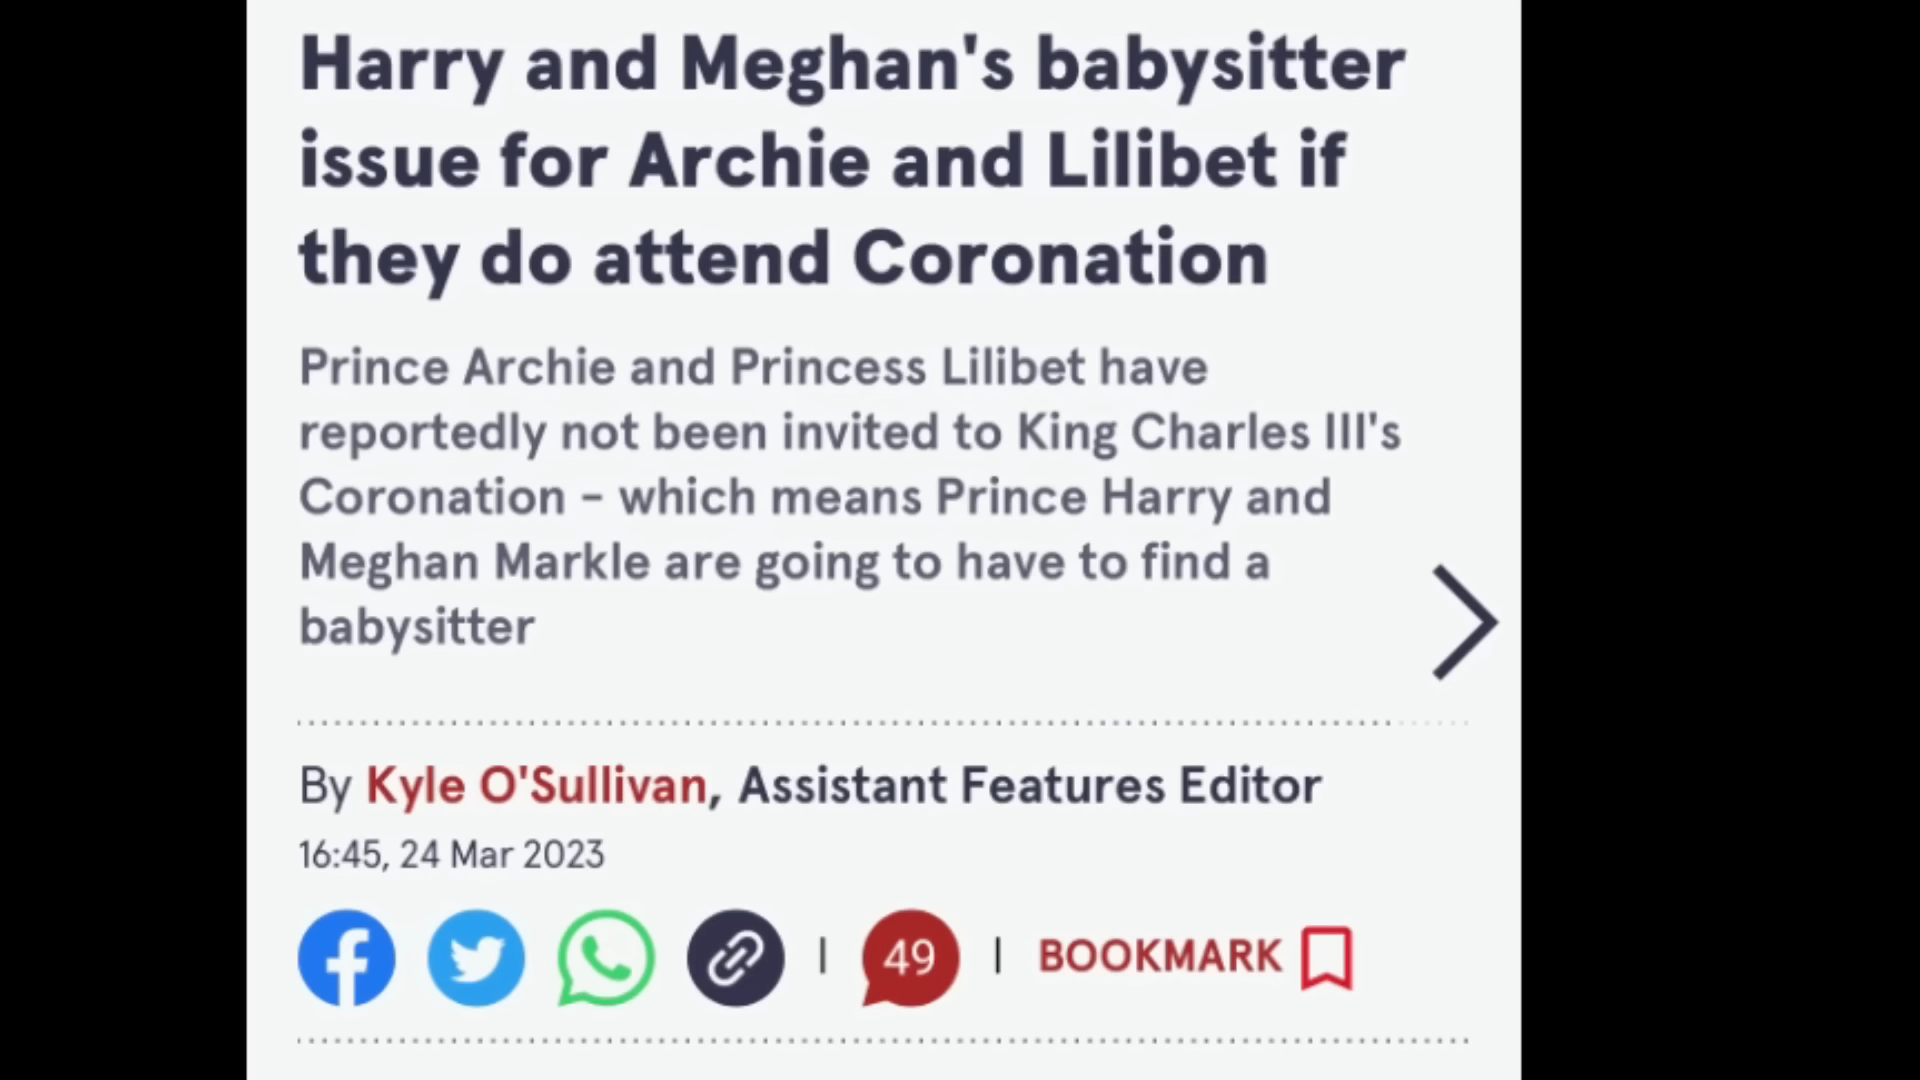 Harry and Meghan's babysitter
issue for Archie and Lilibet if
they do attend Coronation
Prince Archie and Princess Lilibet have
reportedly not been invited to King Charles III's
Coronation – which means Prince Harry and
Meghan Markle are going to have to find a
babysitter
By Kyle O'Sullivan, Assistant Features Editor
16:45, 24 Mar 2023
49 BOOKMARK